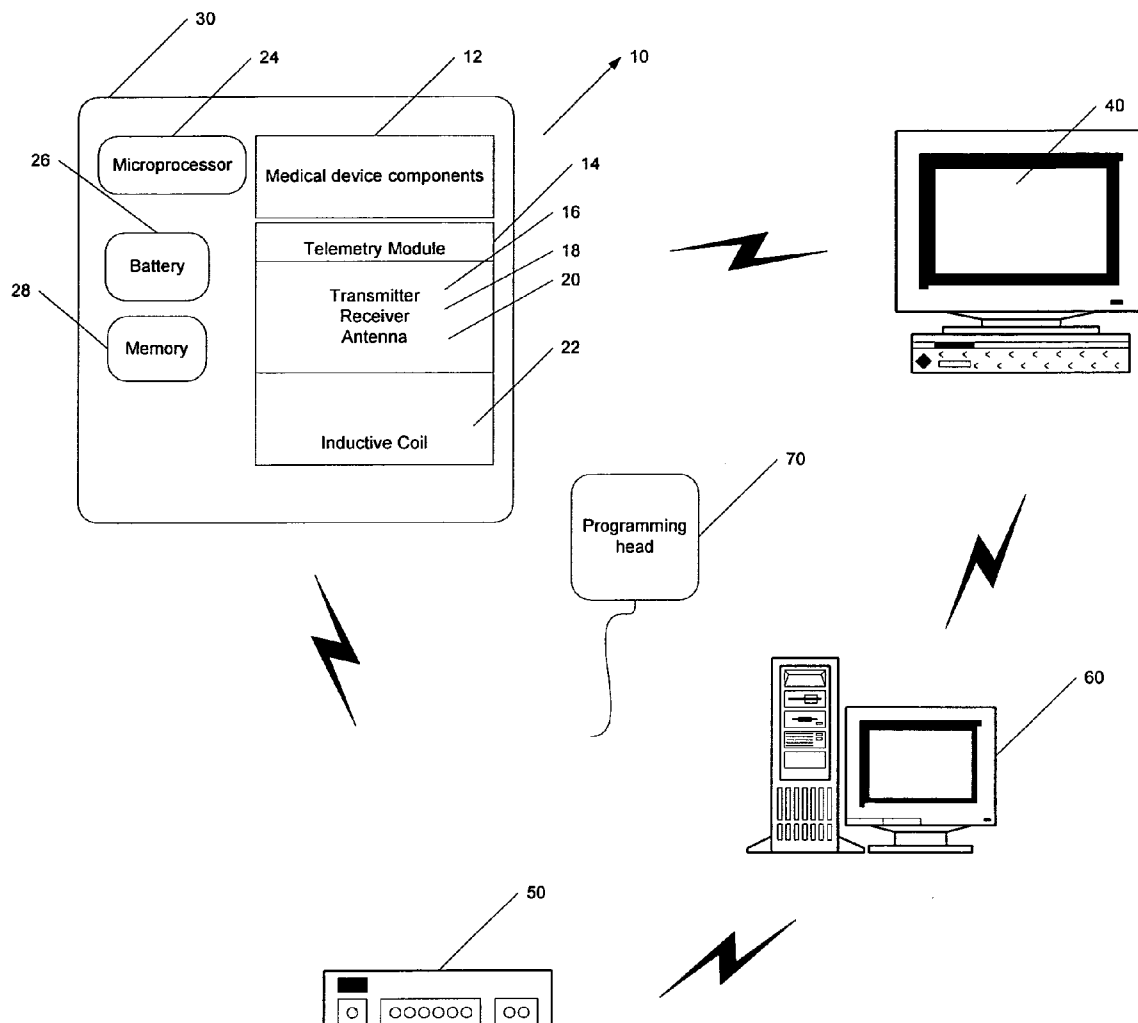 30
24
12
10
40
Microprocessor
26
Medical device components
14
16
Telemetry Module
18
Battery
Transmitter
20
28
Receiver
Antenna
Memory
22
Inductive Coil
70
Programming
head
60
50